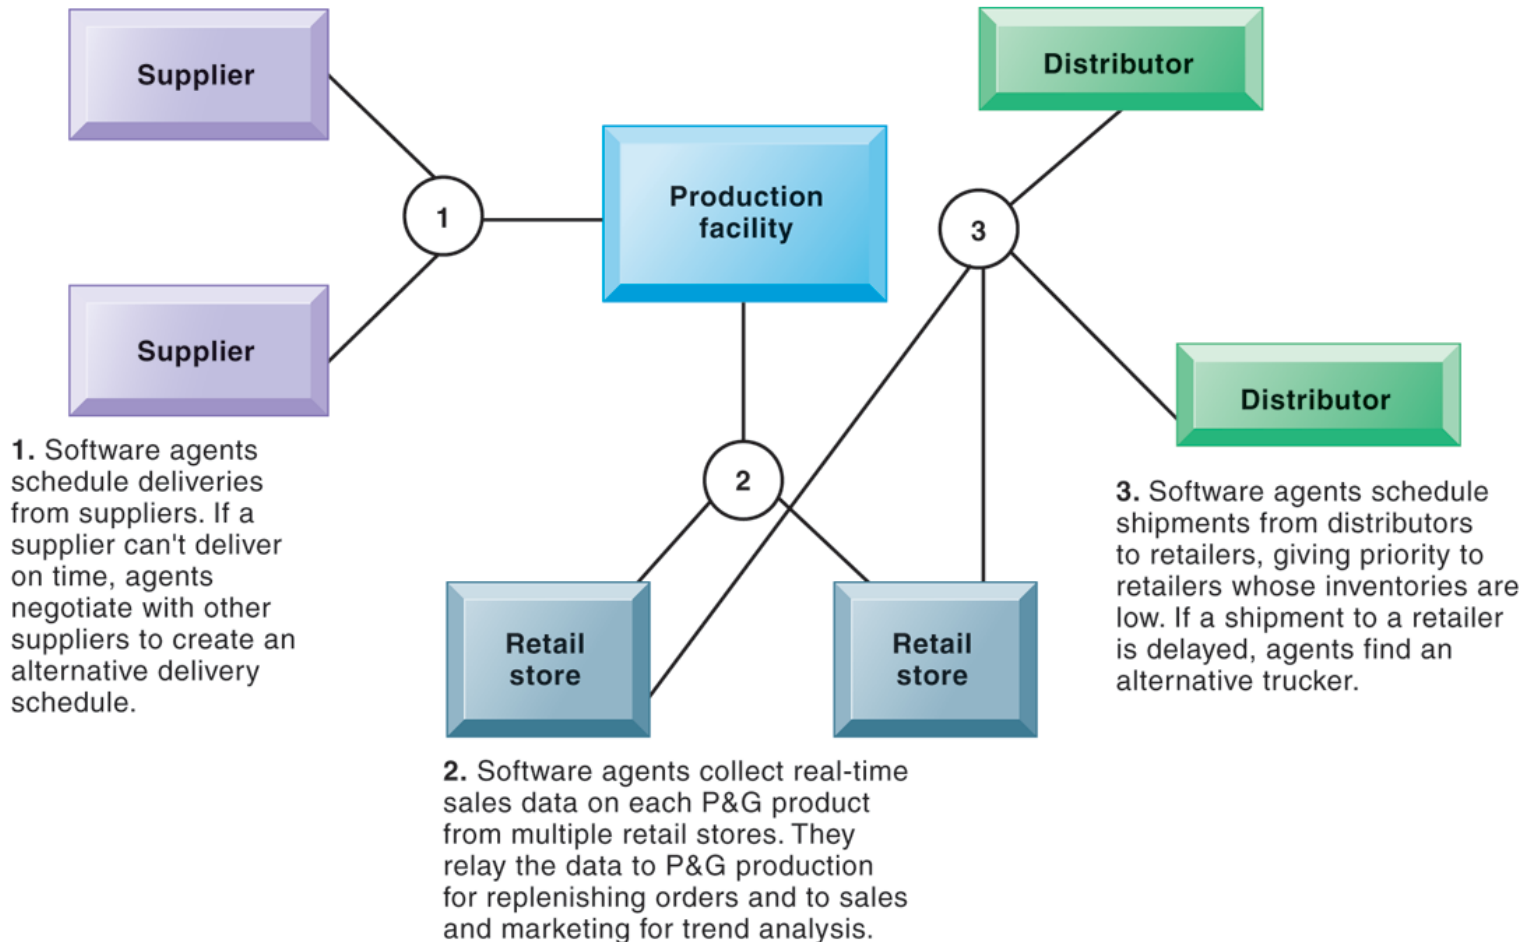 Supplier
Distributor
Production
facility
1
3
Supplier
Distributor
1. Software agents
schedule deliveries
from suppliers. If a
supplier can't deliver
on time, agents
negotiate with other
suppliers to create an
alternative delivery
schedule.
2
3. Software agents schedule
shipments from distributors
to retailers, giving priority to
retailers whose inventories are
low. If a shipment to a retailer
is delayed, agents find an
alternative trucker.
Retail
store
Retail
store
2. Software agents collect real-time
sales data on each P&G product
from multiple retail stores. They
relay the data to P&G production
for replenishing orders and to sales
and marketing for trend analysis.